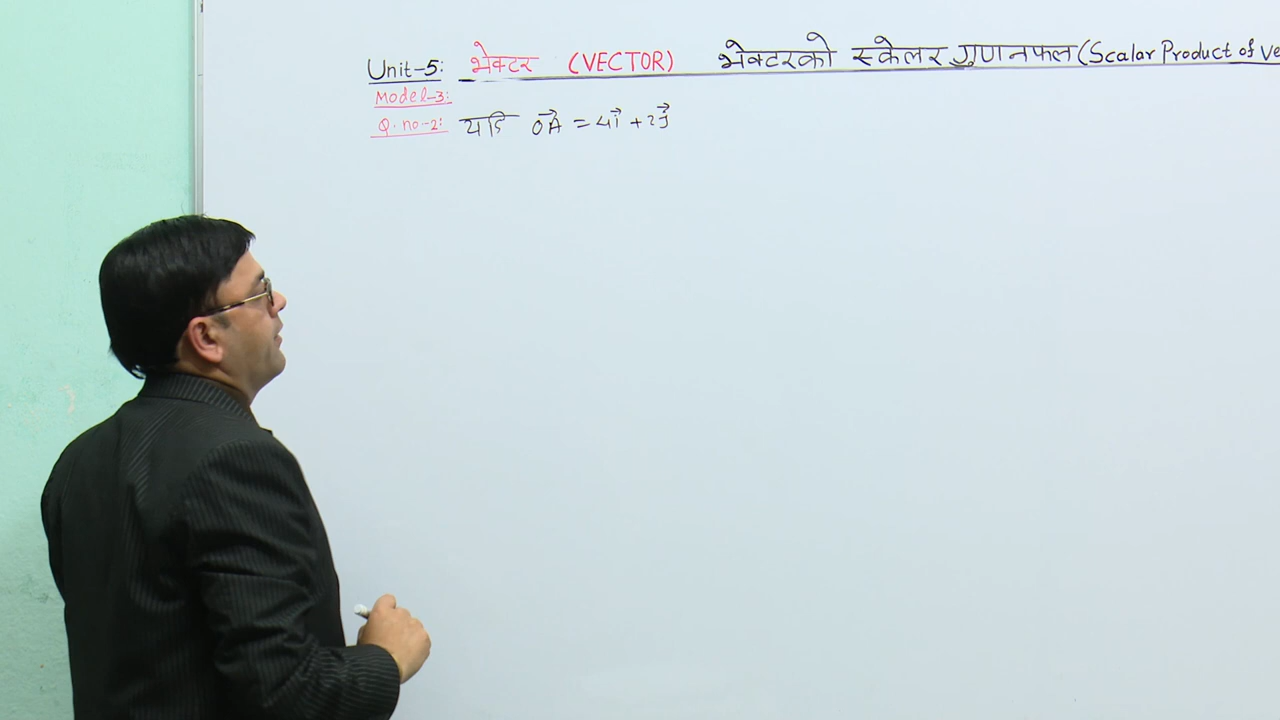 Unit-5: भेक्टर (VECTOR) भेक्टरको स्केलर गुणनफल (Scalar Product of Ve
Model-3:
Q.no-2: यदि OA⃗ = 4i⃗ + 2j⃗